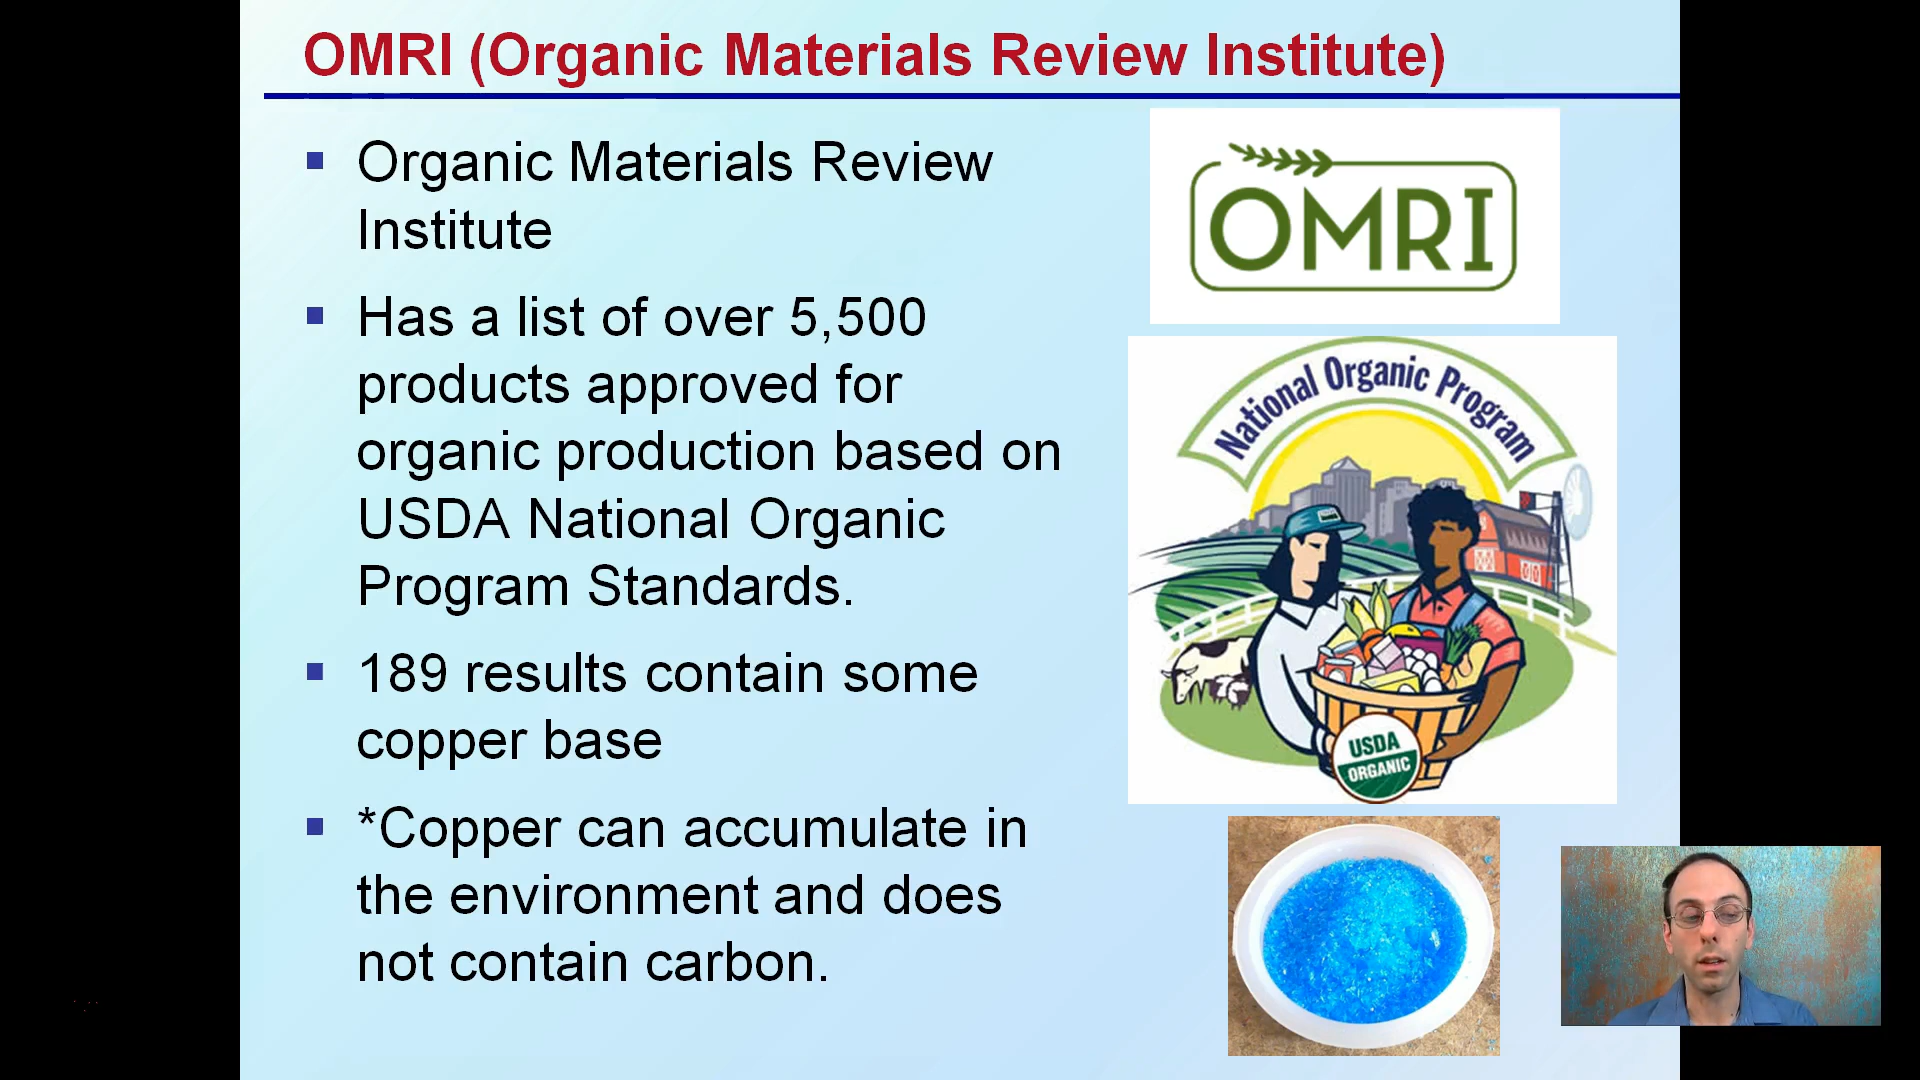 OMRI (Organic Materials Review Institute)
Organic Materials Review
Institute
Has a list of over 5,500
products approved for
organic production based on
USDA National Organic
Program Standards.
189 results contain some
copper base
*Copper can accumulate in
the environment and does
not contain carbon.
OMRI
National Organic Program
USDA
ORGANIC